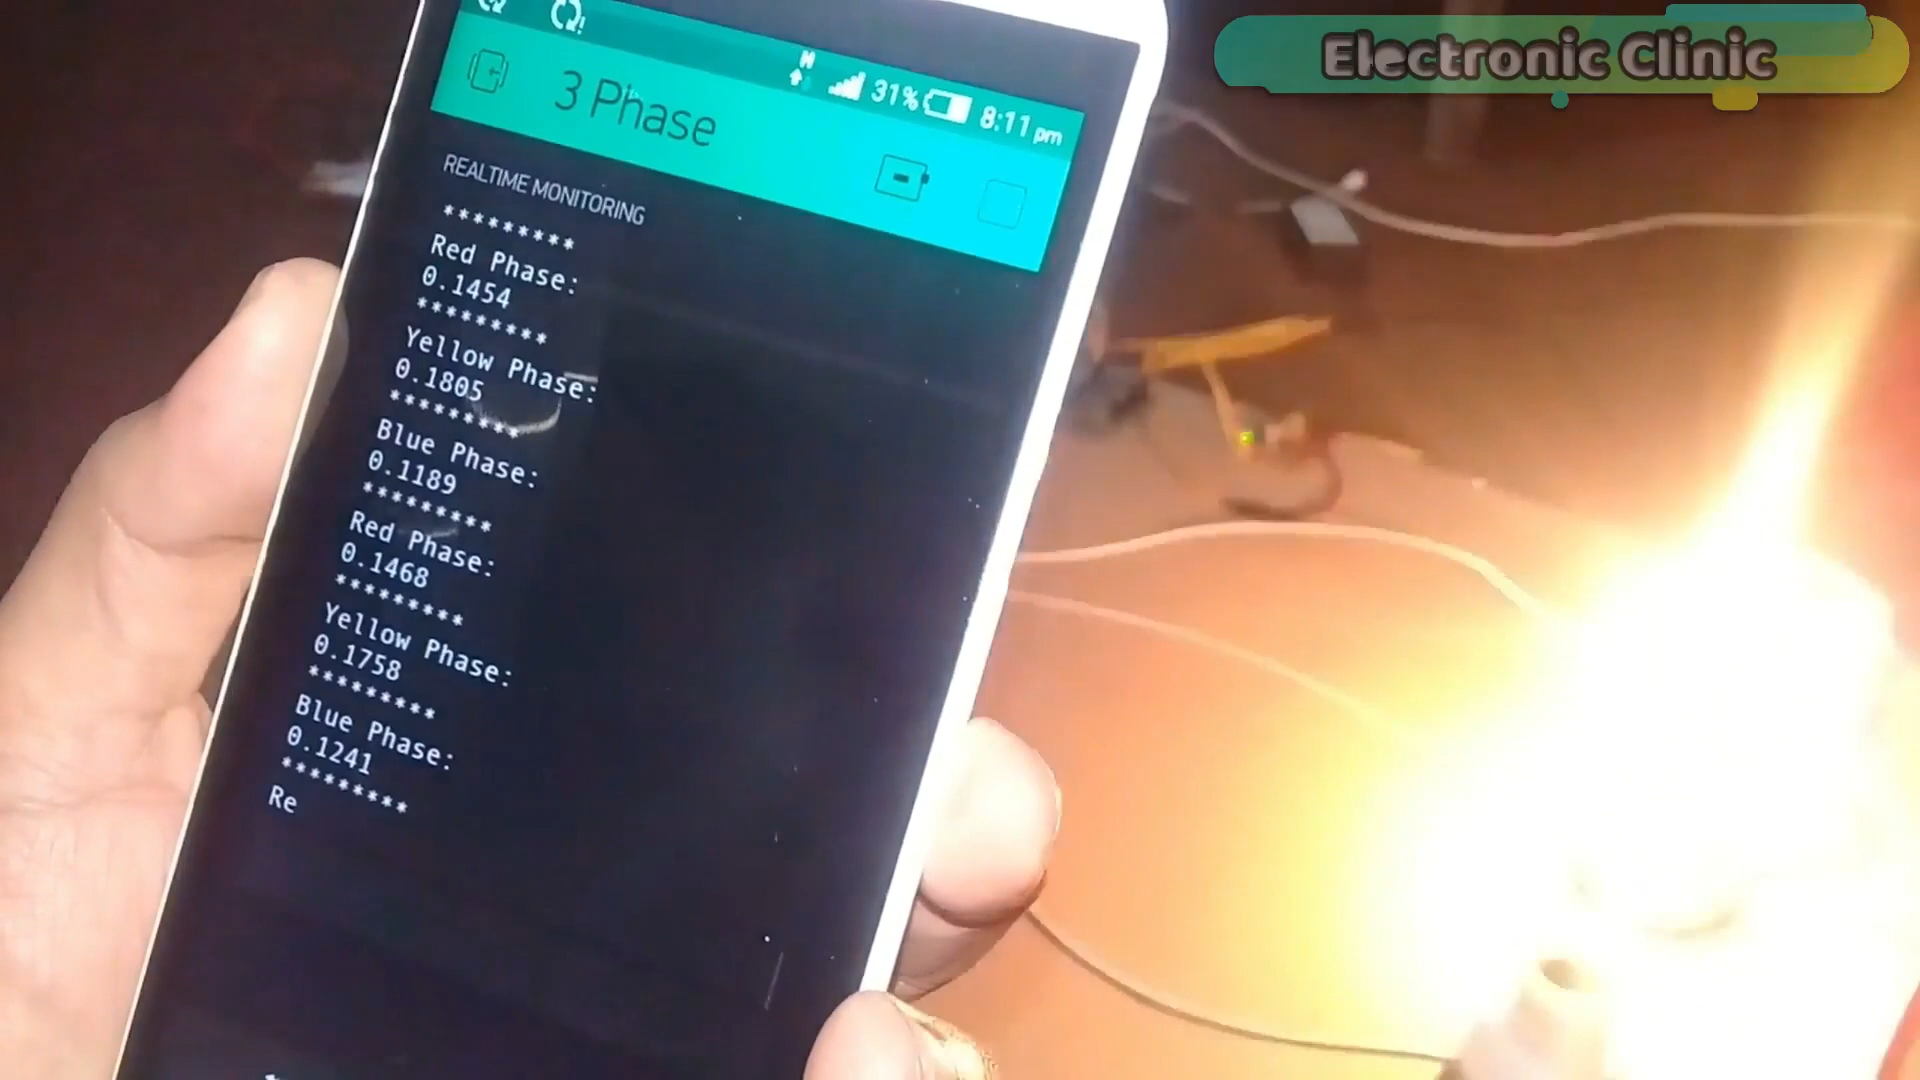 Electronic Clinic
H
31% 8:11 pm
3 Phase
REALTIME MONITORING
*********
Red Phase:
0.1454
*********
Yellow Phase:
0.1805
*********
Blue Phase:
0.1189
*********
Red Phase:
0.1468
*********
Yellow Phase:
0.1758
*********
Blue Phase:
0.1241
*********
Re